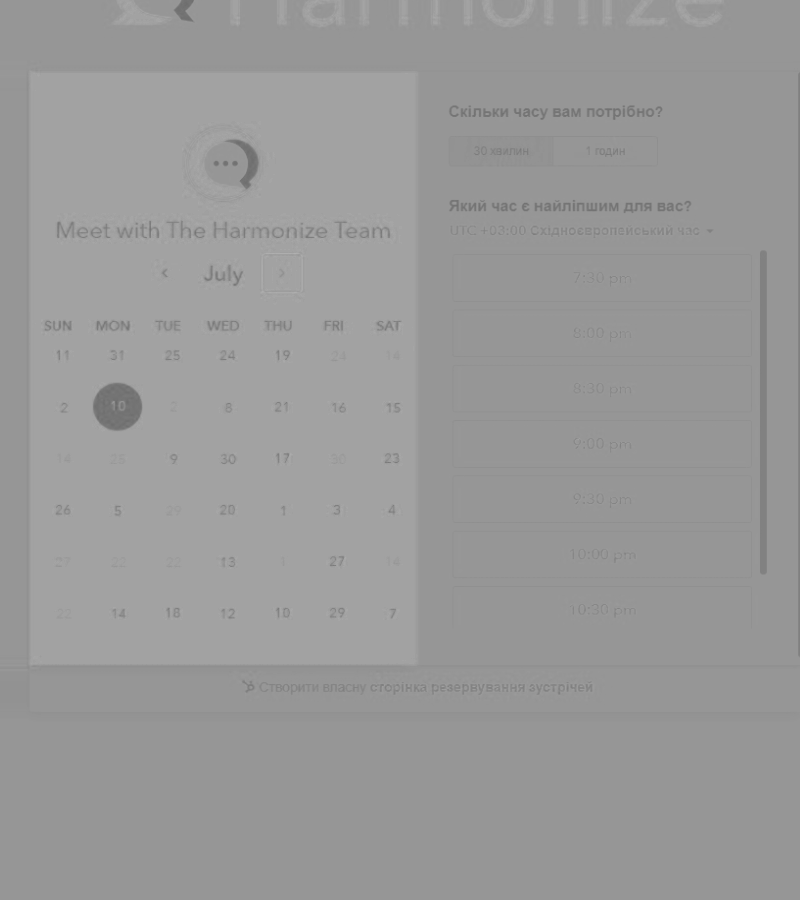 Harmonize
Meet with The Harmonize Team
July
SUN MON TUE WED THU FRI SAT
11 31 25 24 19 24 14
2 10 2 8 21 16 15
14 25 9 30 17 30 23
26 5 29 20 1 3 4
27 22 22 13 1 27 14
22 14 18 12 10 29 7
Скільки часу вам потрібно?
30 хвилин 1 годин
Який час є найліпшим для вас?
UTC +03:00 Східноєвропейський час
7:30 pm
8:00 pm
8:30 pm
9:00 pm
9:30 pm
10:00 pm
10:30 pm
Створити власну сторінка резервування зустрічей